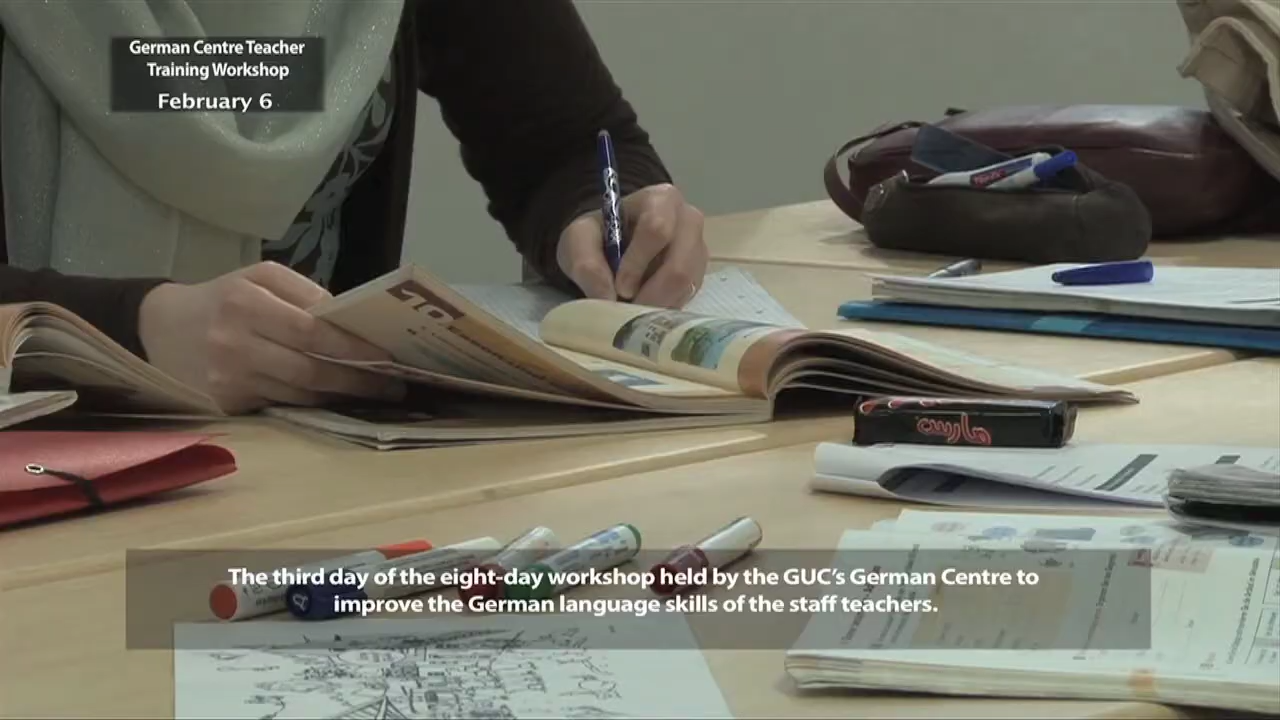 German Centre Teacher
Training Workshop
February 6
مارس
The third day of the eight-day workshop held by the GUC's German Centre to
improve the German language skills of the staff teachers.